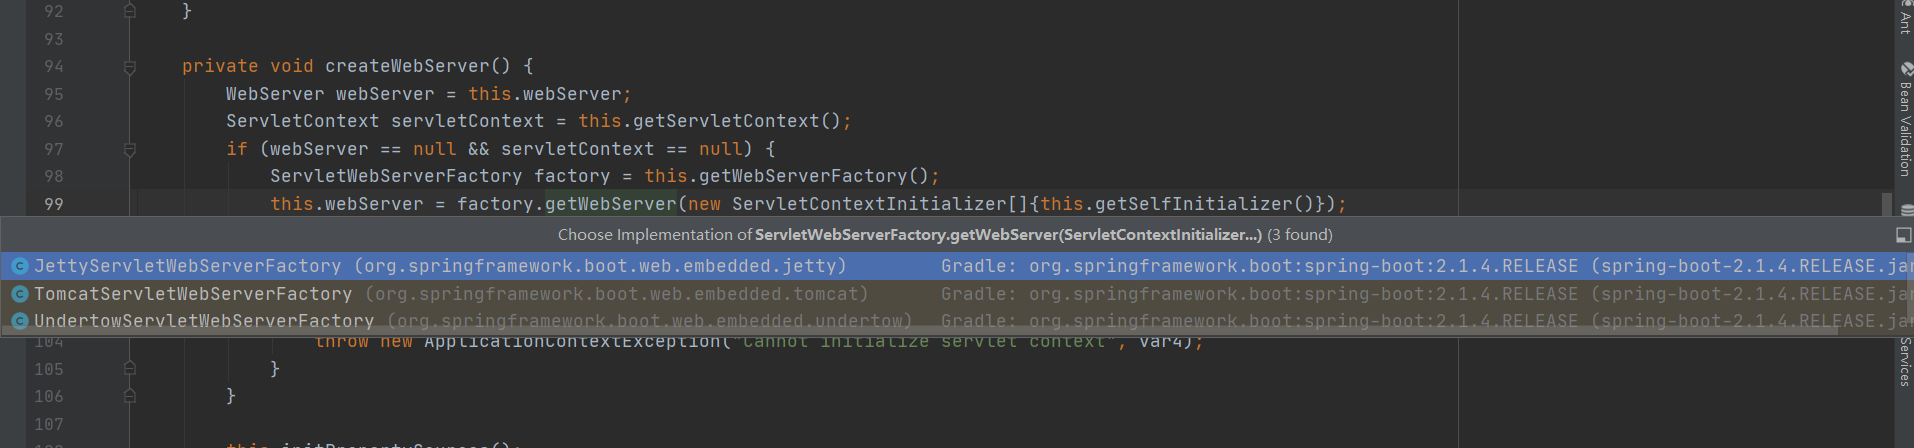 92 }
93
94 private void createWebServer() {
95 WebServer webServer = this.webServer;
96 ServletContext servletContext = this.getServletContext();
97 if (webServer == null && servletContext == null) {
98 ServletWebServerFactory factory = this.getWebServerFactory();
99 this.webServer = factory.getWebServer(new ServletContextInitializer[]{this.getSelfInitializer()});
Choose Implementation of ServletWebServerFactory.getWebServer(ServletContextInitializer...) (3 found)
C JettyServletWebServerFactory (org.springframework.boot.web.embedded.jetty) Gradle: org.springframework.boot:spring-boot:2.1.4.RELEASE (spring-boot-2.1.4.RELEASE.jar
C TomcatServletWebServerFactory (org.springframework.boot.web.embedded.tomcat) Gradle: org.springframework.boot:spring-boot:2.1.4.RELEASE (spring-boot-2.1.4.RELEASE.jar
C UndertowServletWebServerFactory (org.springframework.boot.web.embedded.undertow) Gradle: org.springframework.boot:spring-boot:2.1.4.RELEASE (spring-boot-2.1.4.RELEASE.jar
104 throw new ApplicationContextException("Cannot initialize servlet context", var4);
105 }
106 }
107
108 this.initPropertySources();
Ant
Bean Validation
Services